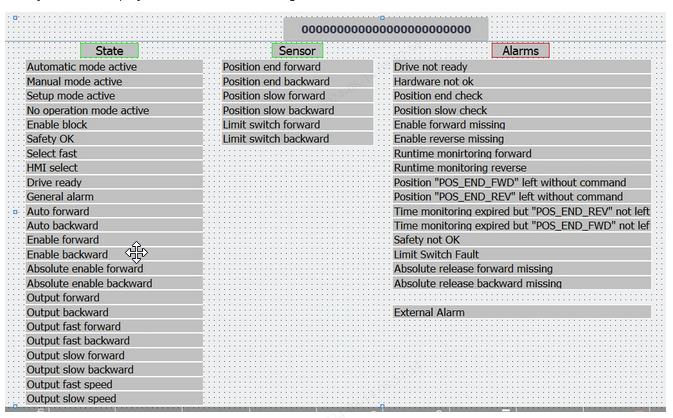 000000000000000000000000
State
Sensor
Alarms
Automatic mode active
Manual mode active
Setup mode active
No operation mode active
Enable block
Safety OK
Select fast
HMI select
Drive ready
General alarm
Auto forward
Auto backward
Enable forward
Enable backward
Absolute enable forward
Absolute enable backward
Output forward
Output backward
Output fast forward
Output fast backward
Output slow forward
Output slow backward
Output fast speed
Output slow speed
Position end forward
Position end backward
Position slow forward
Position slow backward
Limit switch forward
Limit switch backward
Drive not ready
Hardware not ok
Position end check
Position slow check
Enable forward missing
Enable reverse missing
Runtime monirtoring forward
Runtime monitoring reverse
Position "POS_END_FWD" left without command
Position "POS_END_REV" left without command
Time monitoring expired but "POS_END_REV" not left
Time monitoring expired but "POS_END_FWD" not lef
Safety not OK
Limit Switch Fault
Absolute release forward missing
Absolute release backward missing
External Alarm